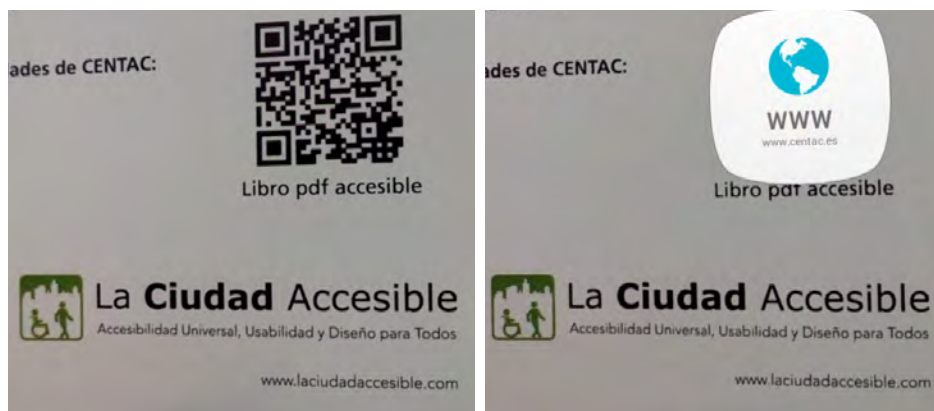 ades de CENTAC:
Libro pdf accesible
La Ciudad Accesible
Accesibilidad Universal, Usabilidad y Diseño para Todos
www.laciudadaccesible.com
ades de CENTAC:
WWW
www.centac.es
Libro pdf accesible
La Ciudad Accesible
Accesibilidad Universal, Usabilidad y Diseño para Todos
www.laciudadaccesible.com